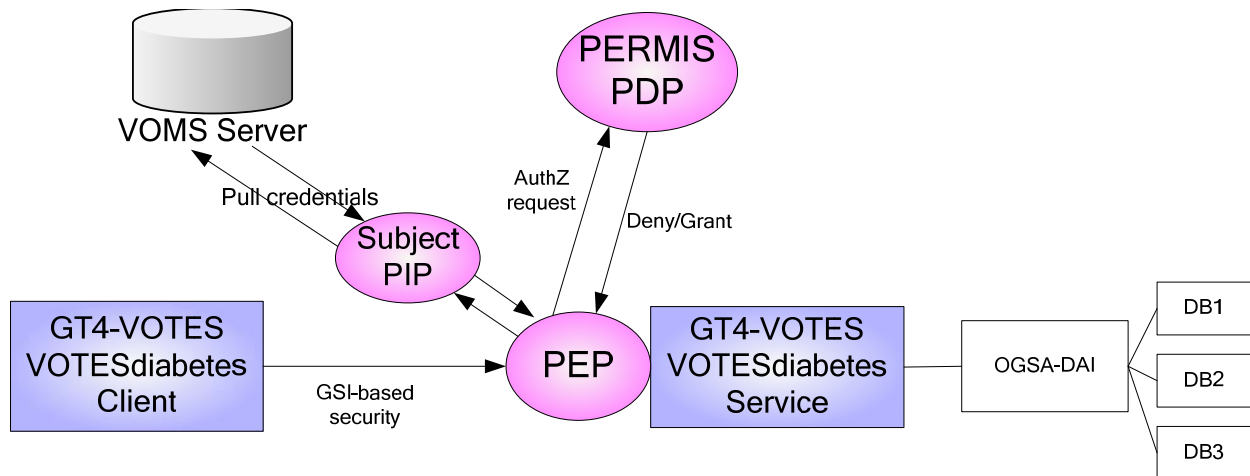 PERMIS
PDP
VOMS Server
Pull credentials
AuthZ
request
Deny/Grant
Subject
PIP
GT4-VOTES
VOTESdiabetes
Client
GSI-based
security
PEP
GT4-VOTES
VOTESdiabetes
Service
OGSA-DAI
DB1
DB2
DB3